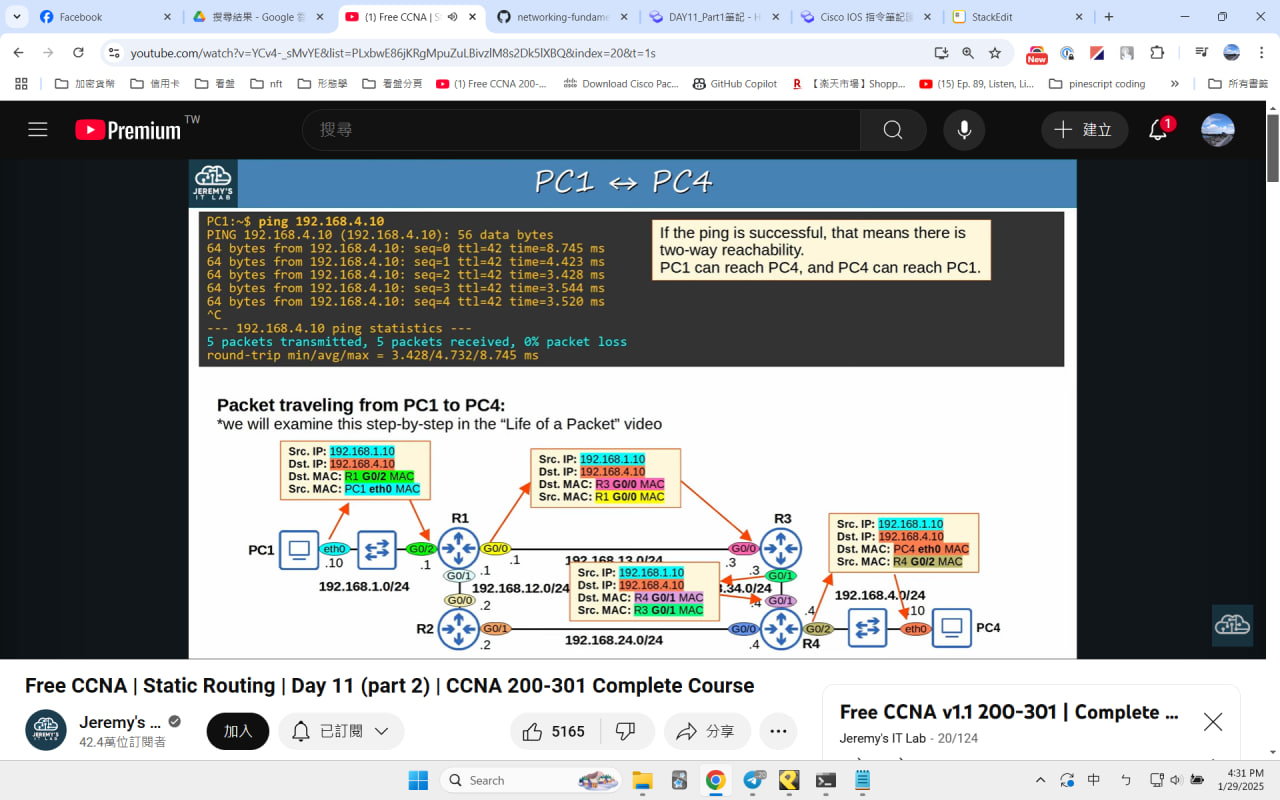 Facebook
搜尋結果 - Google 雲
(1) Free CCNA | S
networking-fundame
DAY11_Part1筆記 - H
Cisco IOS 指令筆記
StackEdit
youtube.com/watch?v=YCv4-_sMvYE&list=PLxbwE86jKRgMpuZuLBivzlM8s2Dk5lXBQ&index=20&t=1s
New
加密貨幣
信用卡
看盤
nft
形態學
看盤分頁
(1) Free CCNA 200-...
Download Cisco Pac...
GitHub Copilot
【楽天市場】Shopp...
(15) Ep. 89, Listen, Li...
pinescript coding
所有書籤
Premium TW
搜尋
建立
1
JEREMY'S
IT LAB
PC1 ↔ PC4
PC1:~$ ping 192.168.4.10
PING 192.168.4.10 (192.168.4.10): 56 data bytes
64 bytes from 192.168.4.10: seq=0 ttl=42 time=8.745 ms
64 bytes from 192.168.4.10: seq=1 ttl=42 time=4.423 ms
64 bytes from 192.168.4.10: seq=2 ttl=42 time=3.428 ms
64 bytes from 192.168.4.10: seq=3 ttl=42 time=3.544 ms
64 bytes from 192.168.4.10: seq=4 ttl=42 time=3.520 ms
^C
--- 192.168.4.10 ping statistics ---
5 packets transmitted, 5 packets received, 0% packet loss
round-trip min/avg/max = 3.428/4.732/8.745 ms
If the ping is successful, that means there is
two-way reachability.
PC1 can reach PC4, and PC4 can reach PC1.
Packet traveling from PC1 to PC4:
*we will examine this step-by-step in the “Life of a Packet” video
Src. IP: 192.168.1.10
Dst. IP: 192.168.4.10
Dst. MAC: R1 G0/2 MAC
Src. MAC: PC1 eth0 MAC
Src. IP: 192.168.1.10
Dst. IP: 192.168.4.10
Dst. MAC: R3 G0/0 MAC
Src. MAC: R1 G0/0 MAC
Src. IP: 192.168.1.10
Dst. IP: 192.168.4.10
Dst. MAC: PC4 eth0 MAC
Src. MAC: R4 G0/2 MAC
R1
R3
PC1
eth0
G0/2
G0/0
G0/0
.10
.1
.1
.1
192.168.13.0/24
.3
.3
192.168.1.0/24
G0/1
192.168.12.0/24
Src. IP: 192.168.1.10
Dst. IP: 192.168.4.10
Dst. MAC: R4 G0/1 MAC
Src. MAC: R3 G0/1 MAC
G0/1
3.34.0/24
192.168.4.0/24
G0/0
.2
G0/1
.4
.4
.10
R2
G0/1
.2
192.168.24.0/24
G0/0
.4
R4
G0/2
eth0
PC4
Free CCNA | Static Routing | Day 11 (part 2) | CCNA 200-301 Complete Course
Jeremy's ...
42.4萬位訂閱者
加入
已訂閱
5165
分享
Free CCNA v1.1 200-301 | Complete ...
Jeremy's IT Lab - 20/124
Search
20
中
4:31 PM
1/29/2025